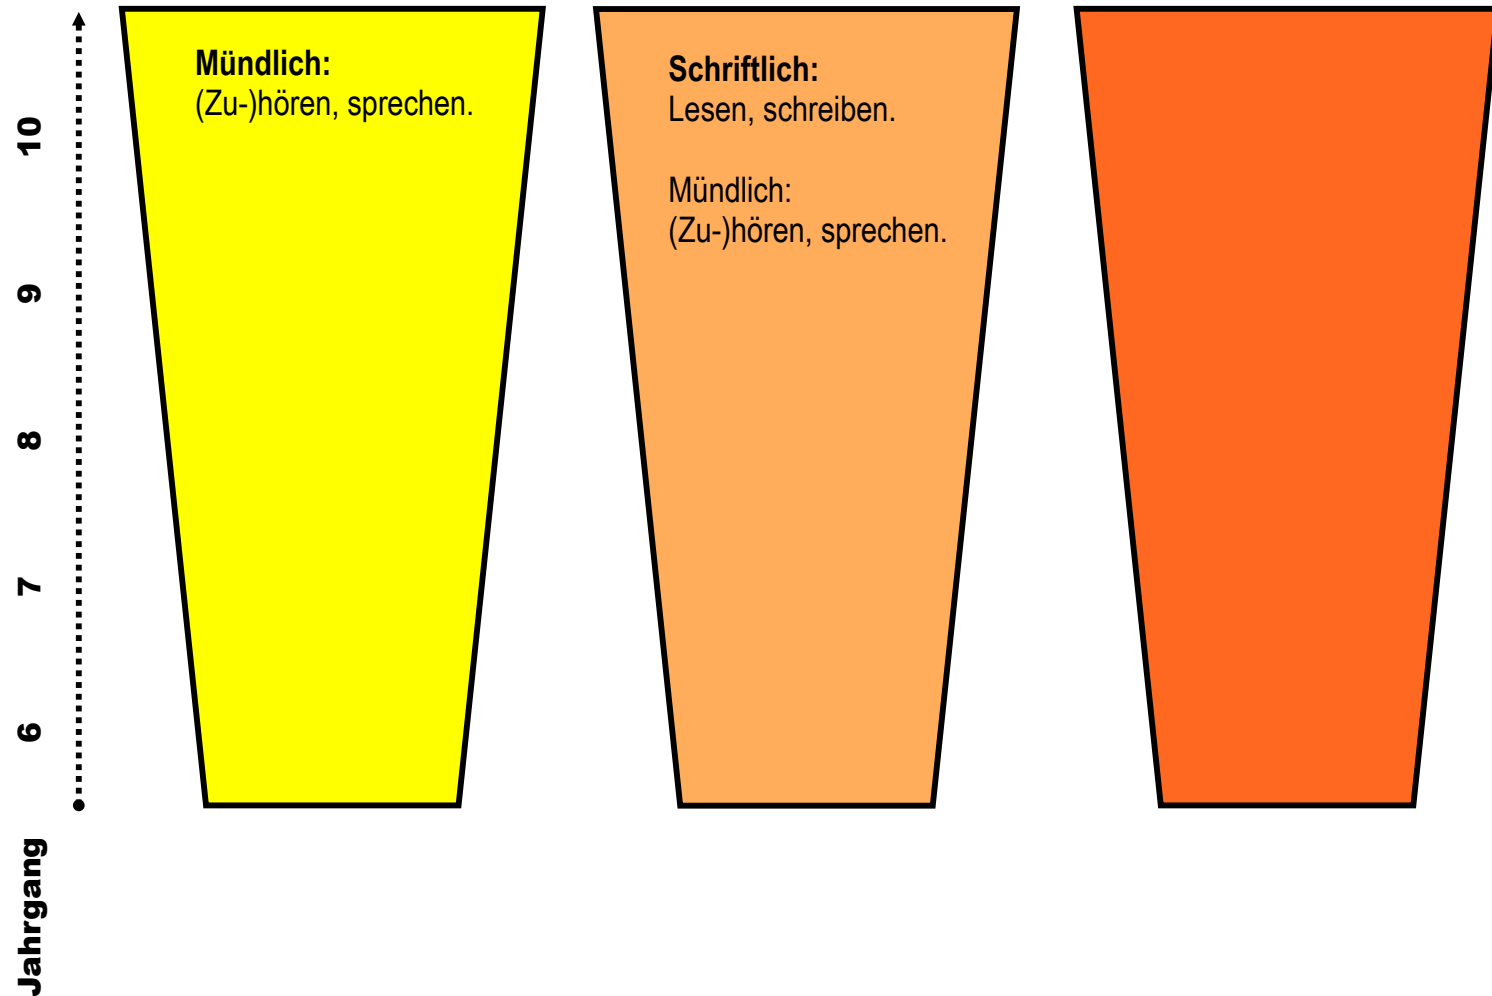 Mündlich:
(Zu-)hören, sprechen.
Schriftlich:
Lesen, schreiben.
Mündlich:
(Zu-)hören, sprechen.
10
9
8
7
6
Jahrgang